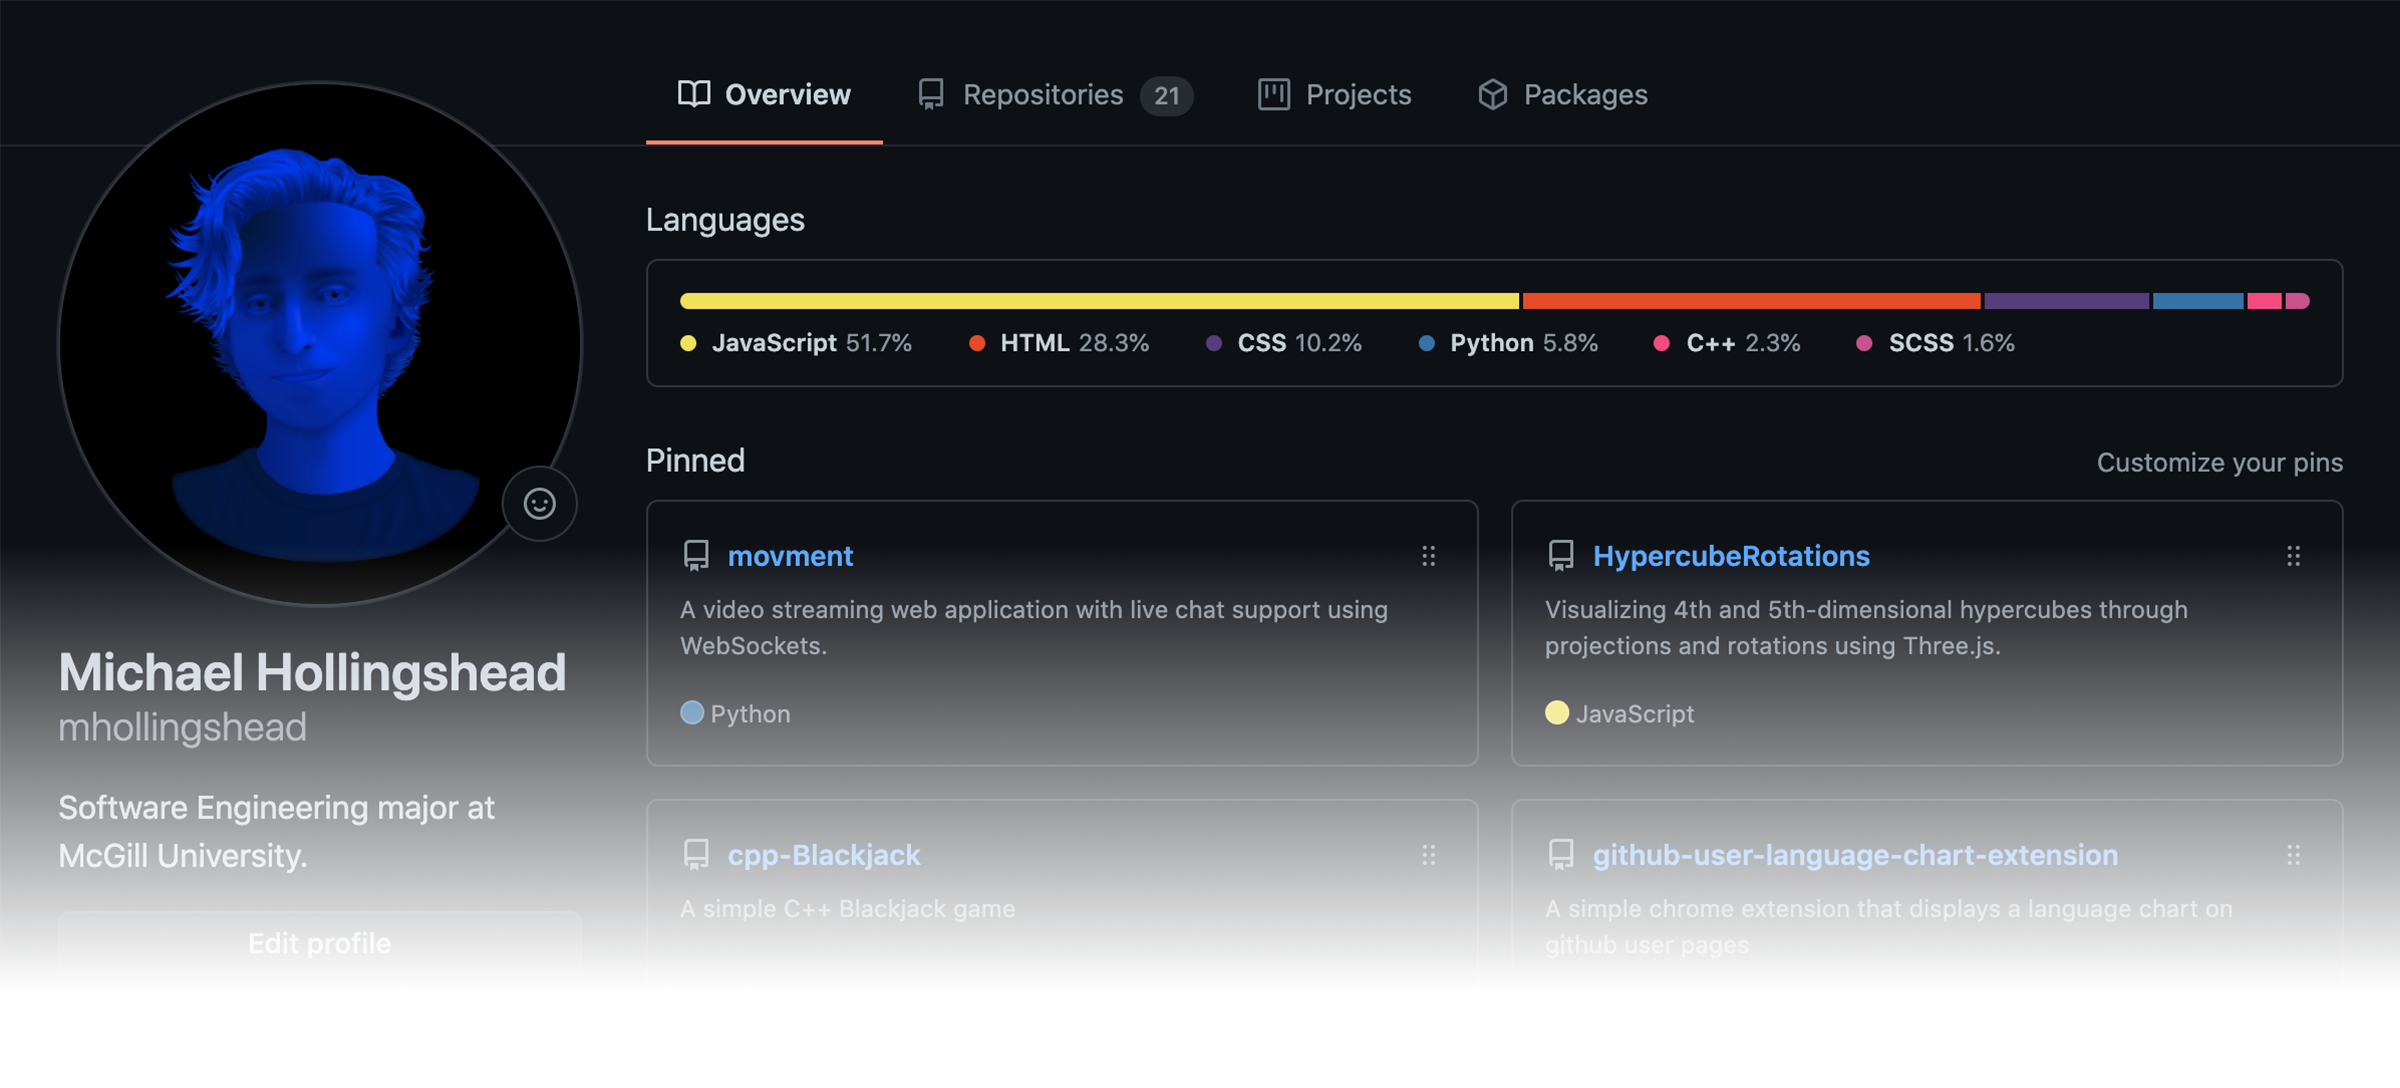 Overview Repositories 21 Projects Packages
Languages
JavaScript 51.7% HTML 28.3% CSS 10.2% Python 5.8% C++ 2.3% SCSS 1.6%
Pinned Customize your pins
movment
A video streaming web application with live chat support using
WebSockets.
Python
HypercubeRotations
Visualizing 4th and 5th-dimensional hypercubes through
projections and rotations using Three.js.
JavaScript
cpp-Blackjack
A simple C++ Blackjack game
github-user-language-chart-extension
A simple chrome extension that displays a language chart on
github user pages
Michael Hollingshead
mhollingshead
Software Engineering major at
McGill University.
Edit profile